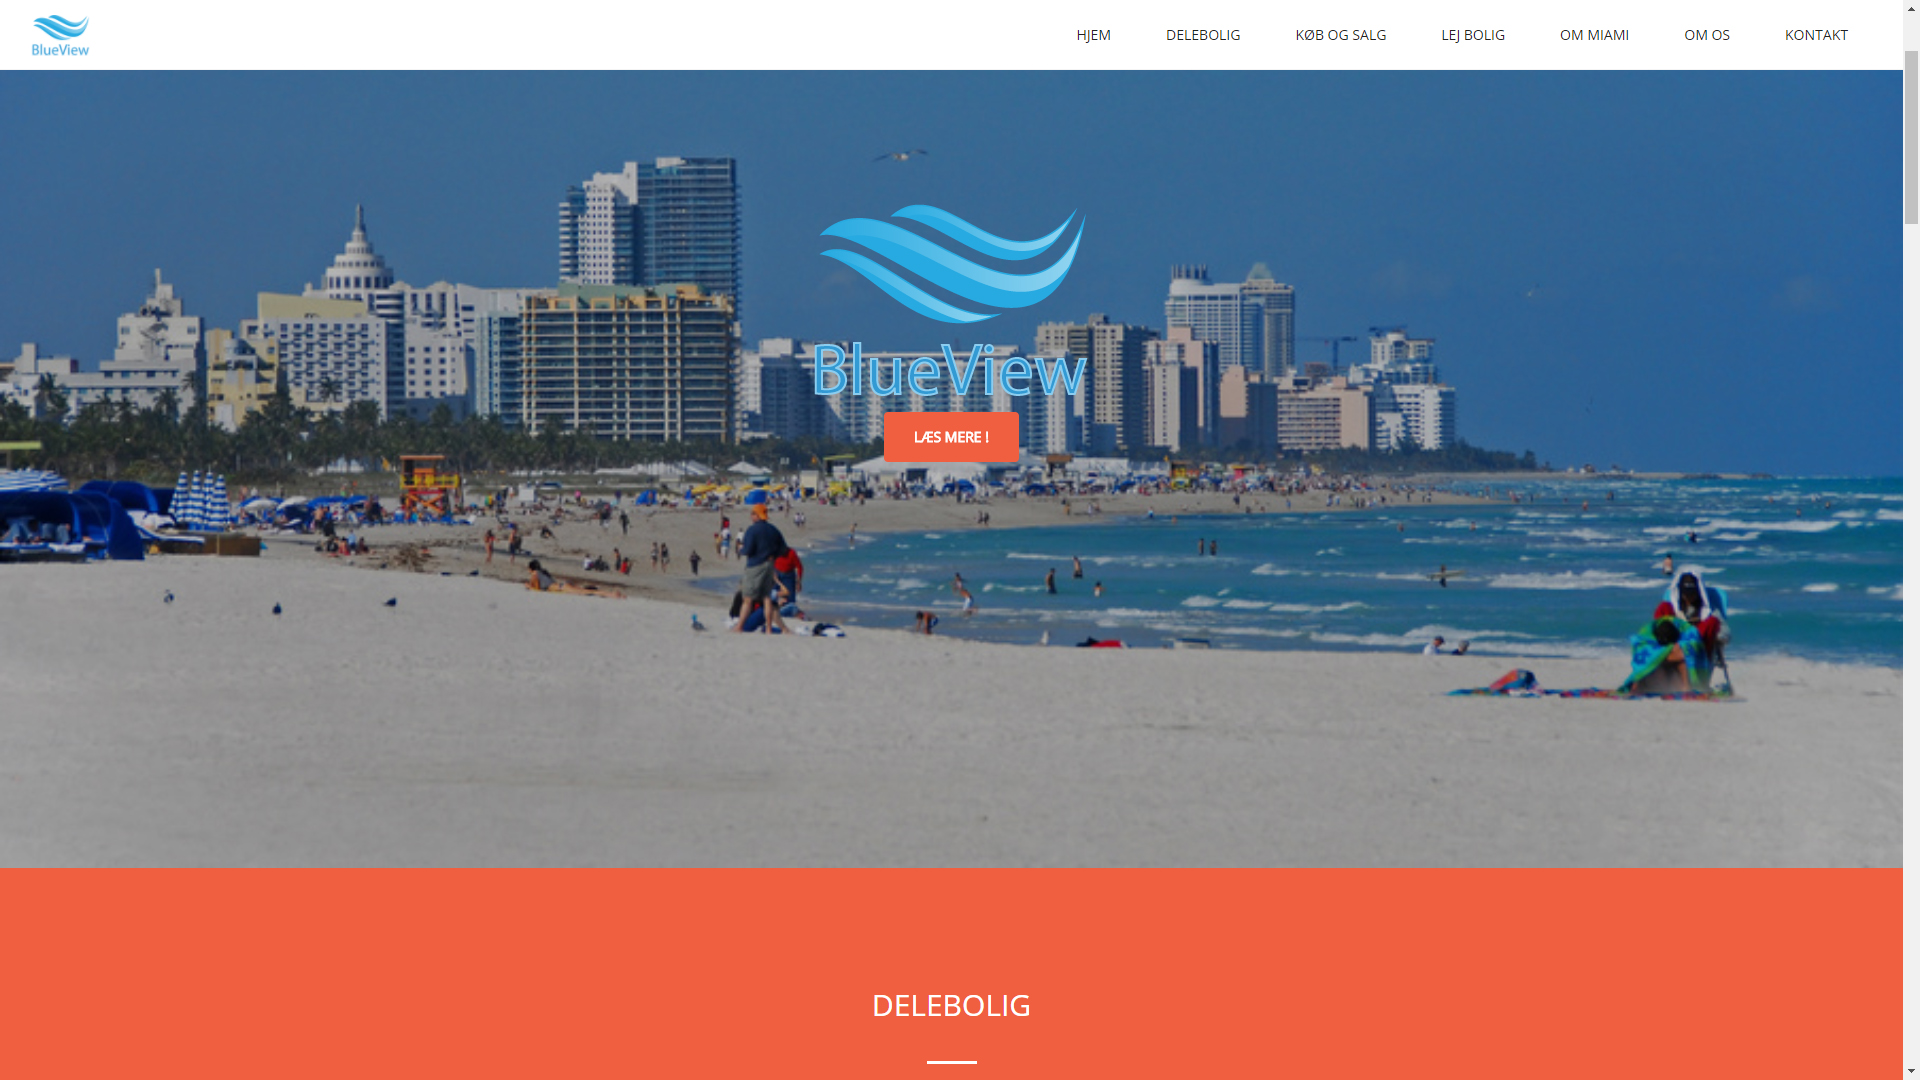 BlueView
HJEM DELEBOLIG KØB OG SALG LEJ BOLIG OM MIAMI OM OS KONTAKT
BlueView
LÆS MERE !
DELEBOLIG